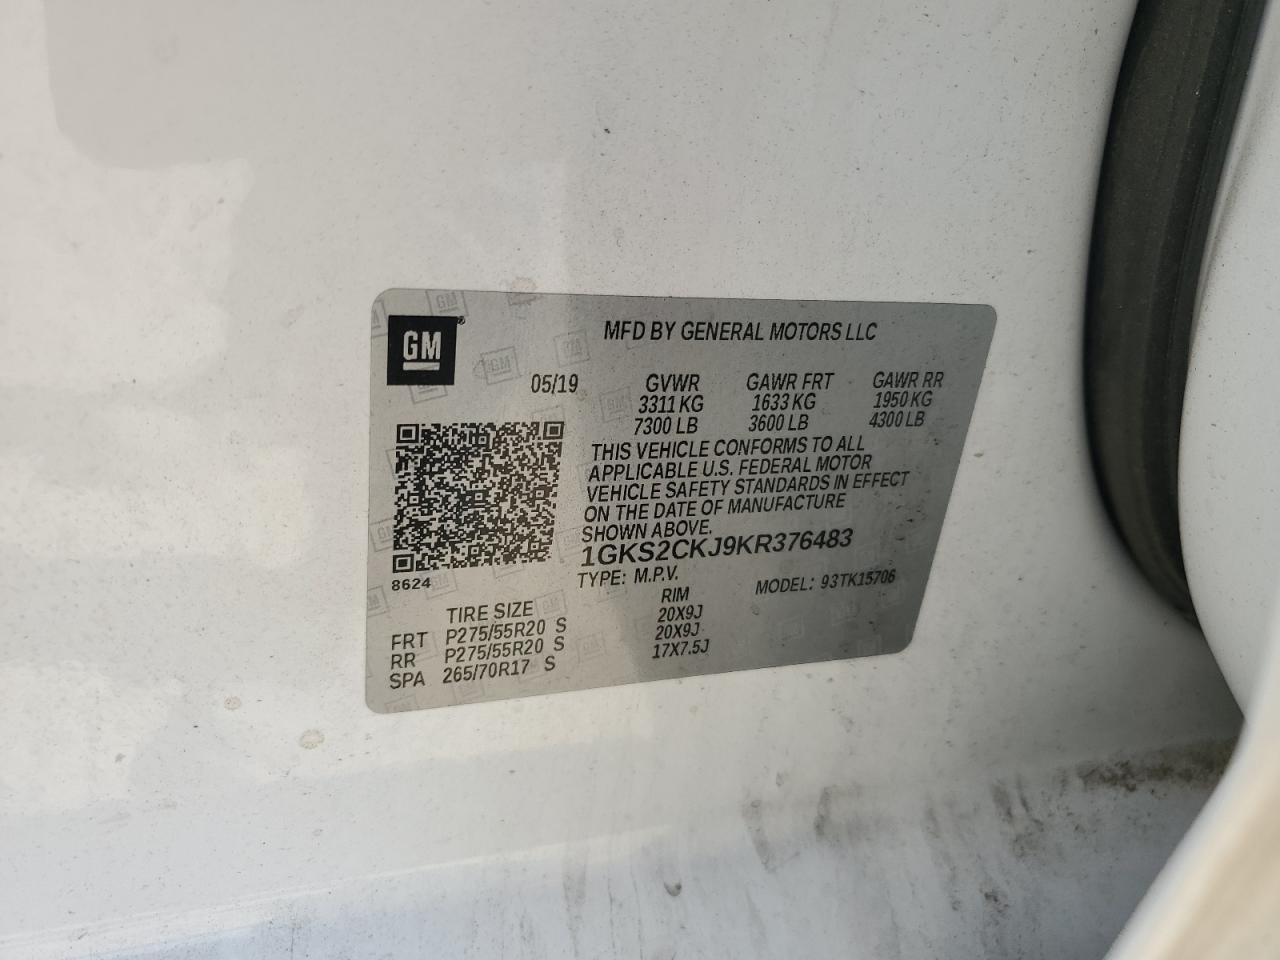 GM®
MFD BY GENERAL MOTORS LLC
05/19 GVWR GAWR FRT GAWR RR
3311 KG 1633 KG 1950 KG
7300 LB 3600 LB 4300 LB
THIS VEHICLE CONFORMS TO ALL
APPLICABLE U.S. FEDERAL MOTOR
VEHICLE SAFETY STANDARDS IN EFFECT
ON THE DATE OF MANUFACTURE
SHOWN ABOVE.
1GKS2CKJ9KR376483
8624
TYPE: M.P.V. MODEL: 93TK15706
TIRE SIZE RIM
FRT P275/55R20 S 20X9J
RR P275/55R20 S 20X9J
SPA 265/70R17 S 17X7.5J